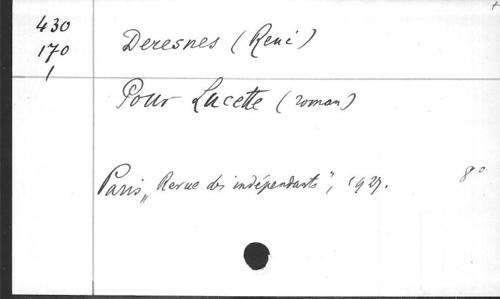 430
170
1
Deresnes (René)
Pour Lucette (roman)
Paris, "Revue des indépendants", 1927. 8°